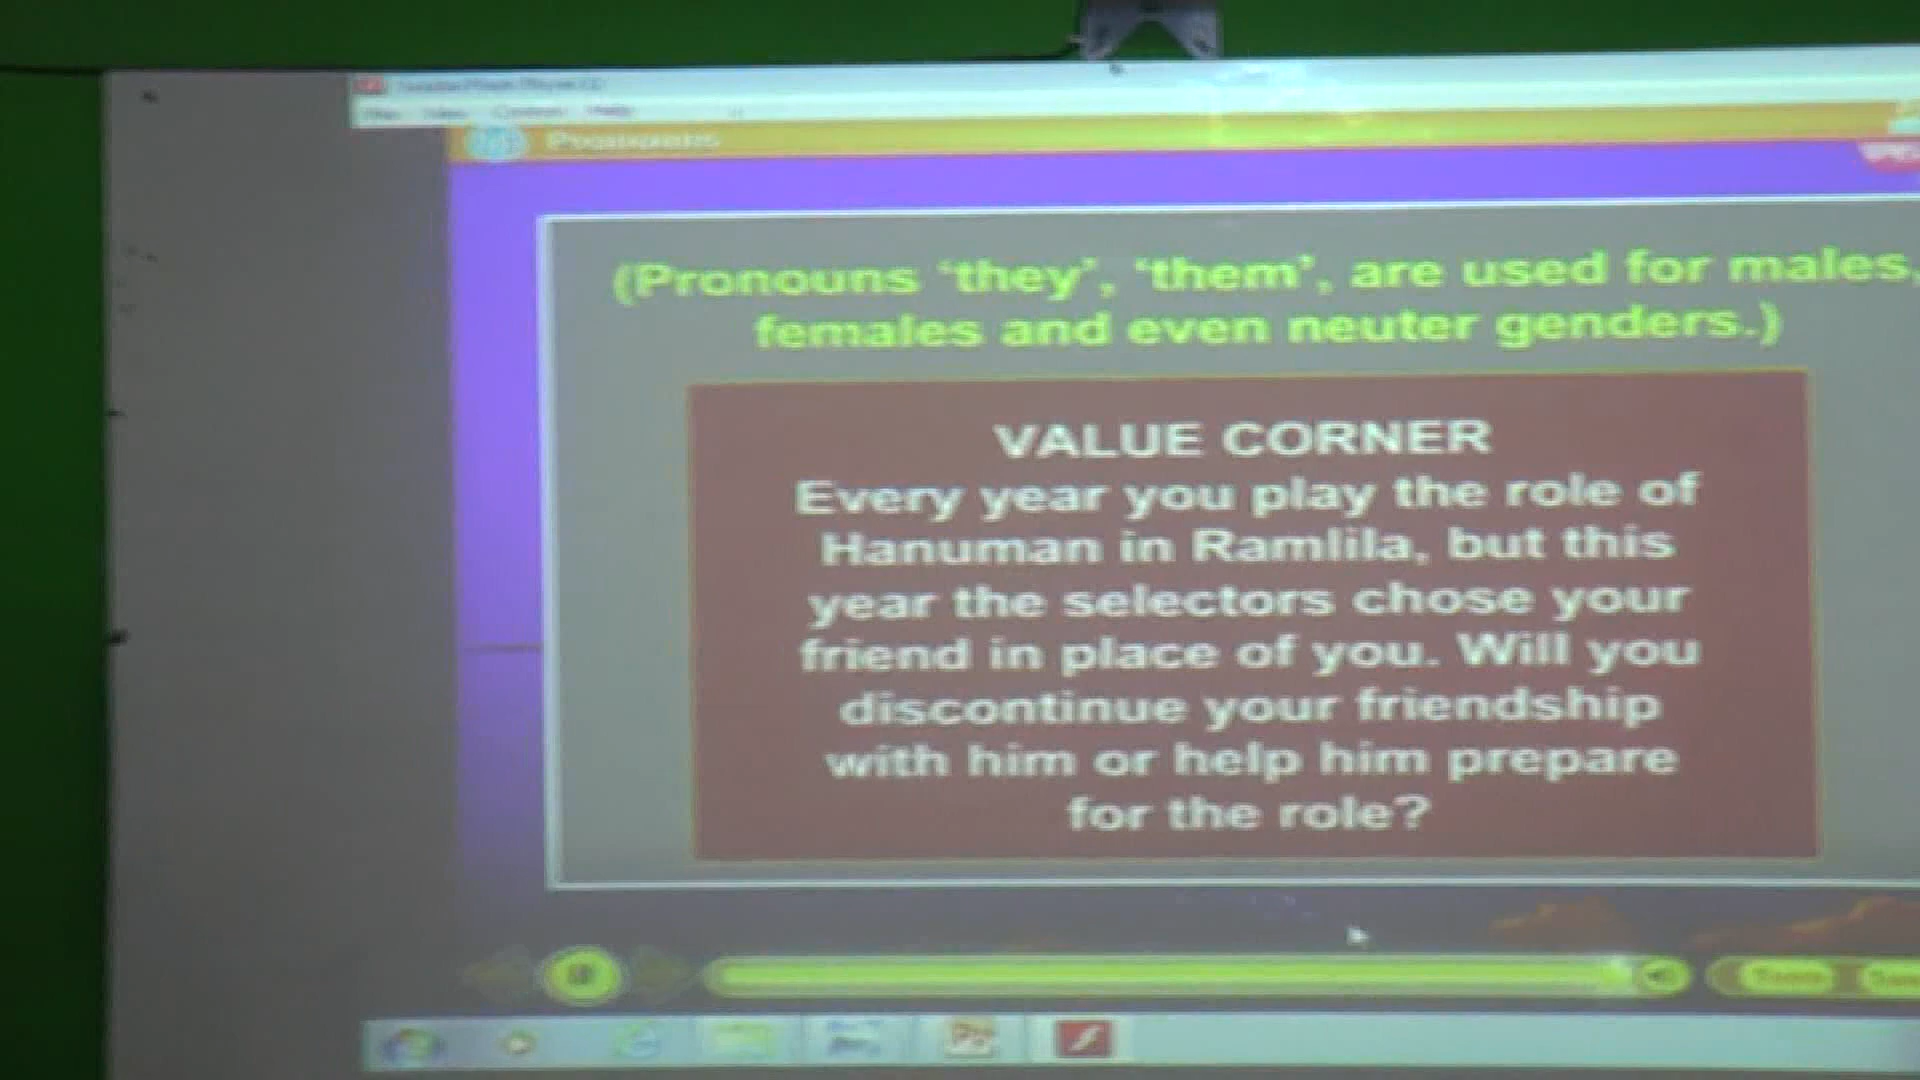 Pronouns
(Pronouns ‘they’, ‘them’, are used for males,
females and even neuter genders.)
VALUE CORNER
Every year you play the role of
Hanuman in Ramlila, but this
year the selectors chose your
friend in place of you. Will you
discontinue your friendship
with him or help him prepare
for the role?